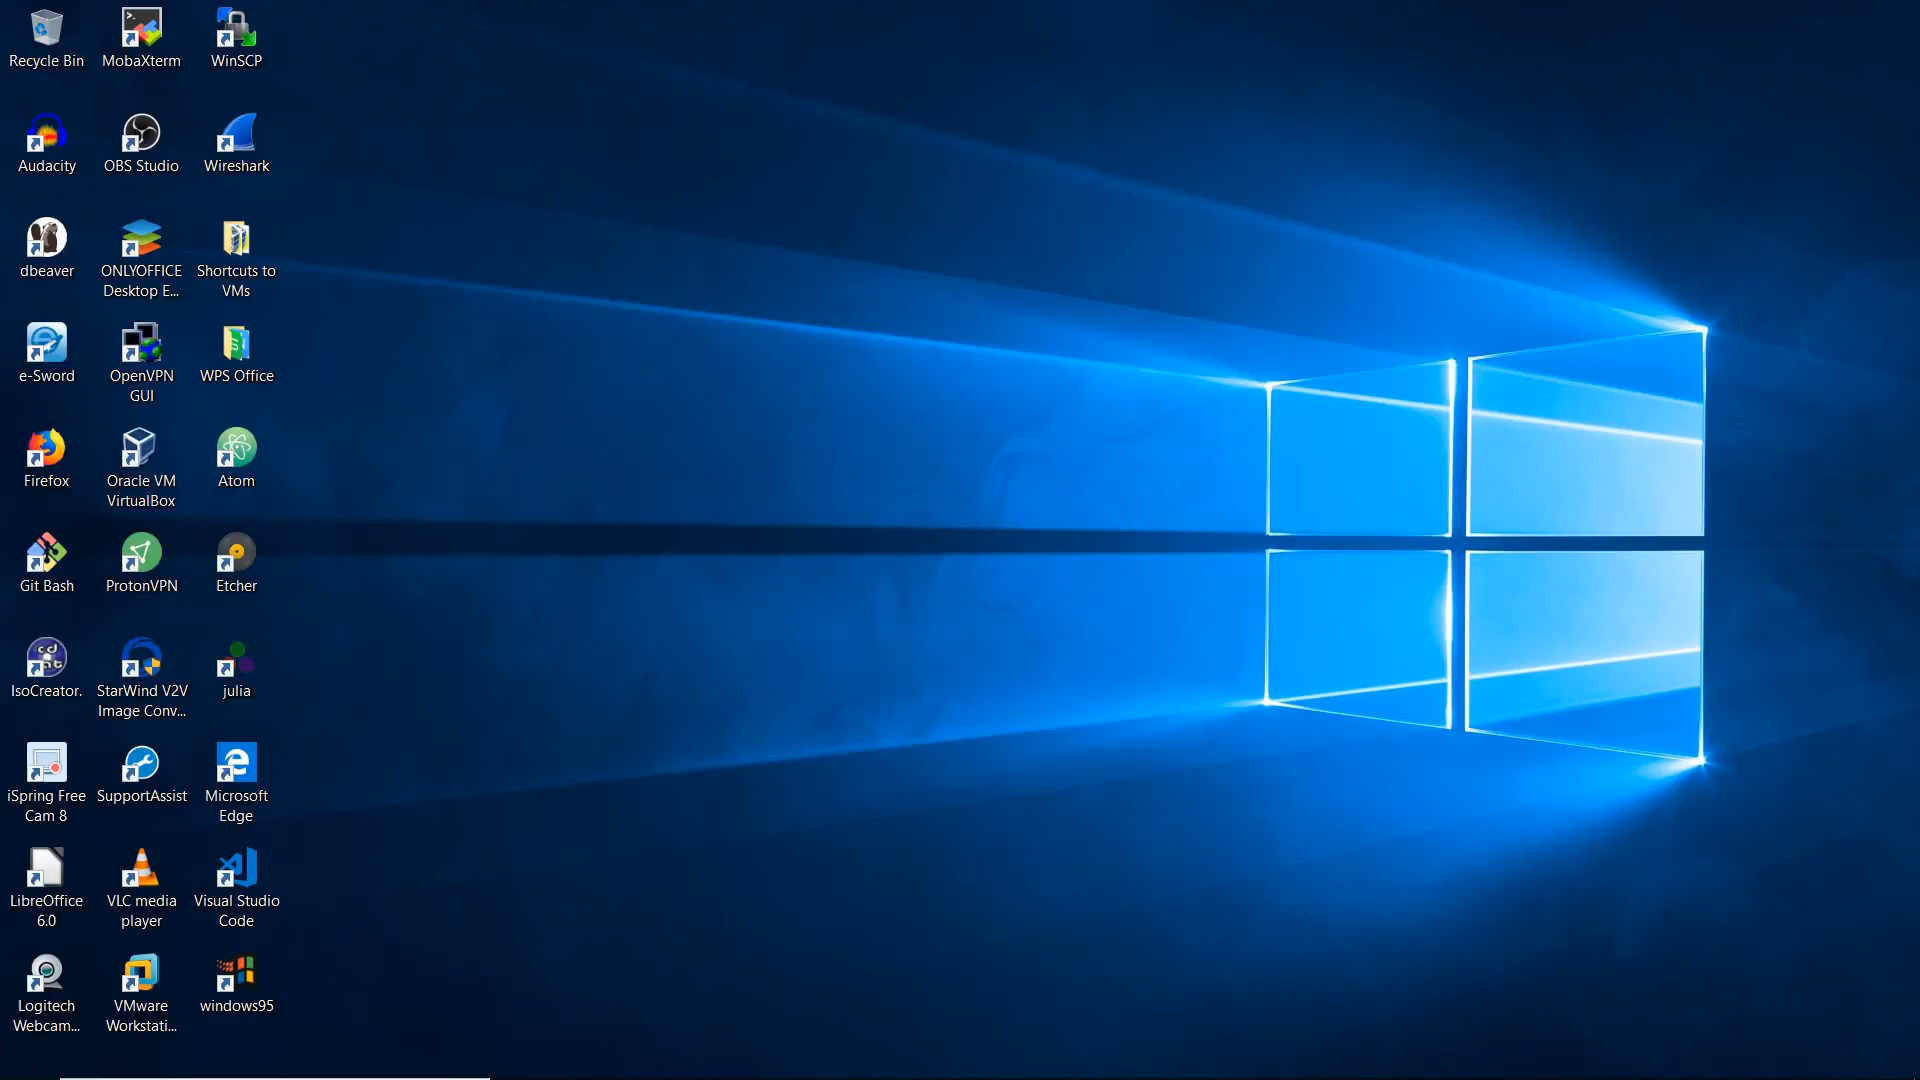 Recycle Bin
MobaXterm
WinSCP
Audacity
OBS Studio
Wireshark
dbeaver
ONLYOFFICE
Desktop E...
Shortcuts to
VMs
e-Sword
OpenVPN
GUI
WPS Office
Firefox
Oracle VM
VirtualBox
Atom
Git Bash
ProtonVPN
Etcher
IsoCreator.
StarWind V2V
Image Conv...
julia
iSpring Free
Cam 8
SupportAssist
Microsoft
Edge
LibreOffice
6.0
VLC media
player
Visual Studio
Code
Logitech
Webcam...
VMware
Workstati...
windows95